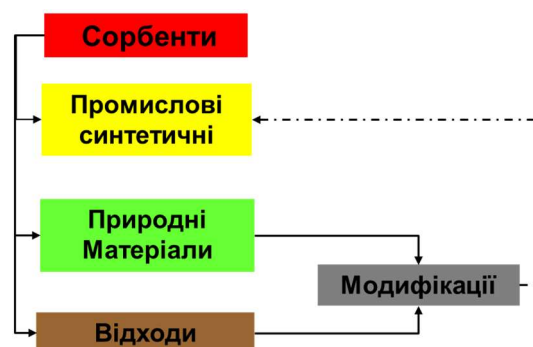 Сорбенти
Промислові
синтетичні
Природні
Матеріали
Модифікації
Відходи